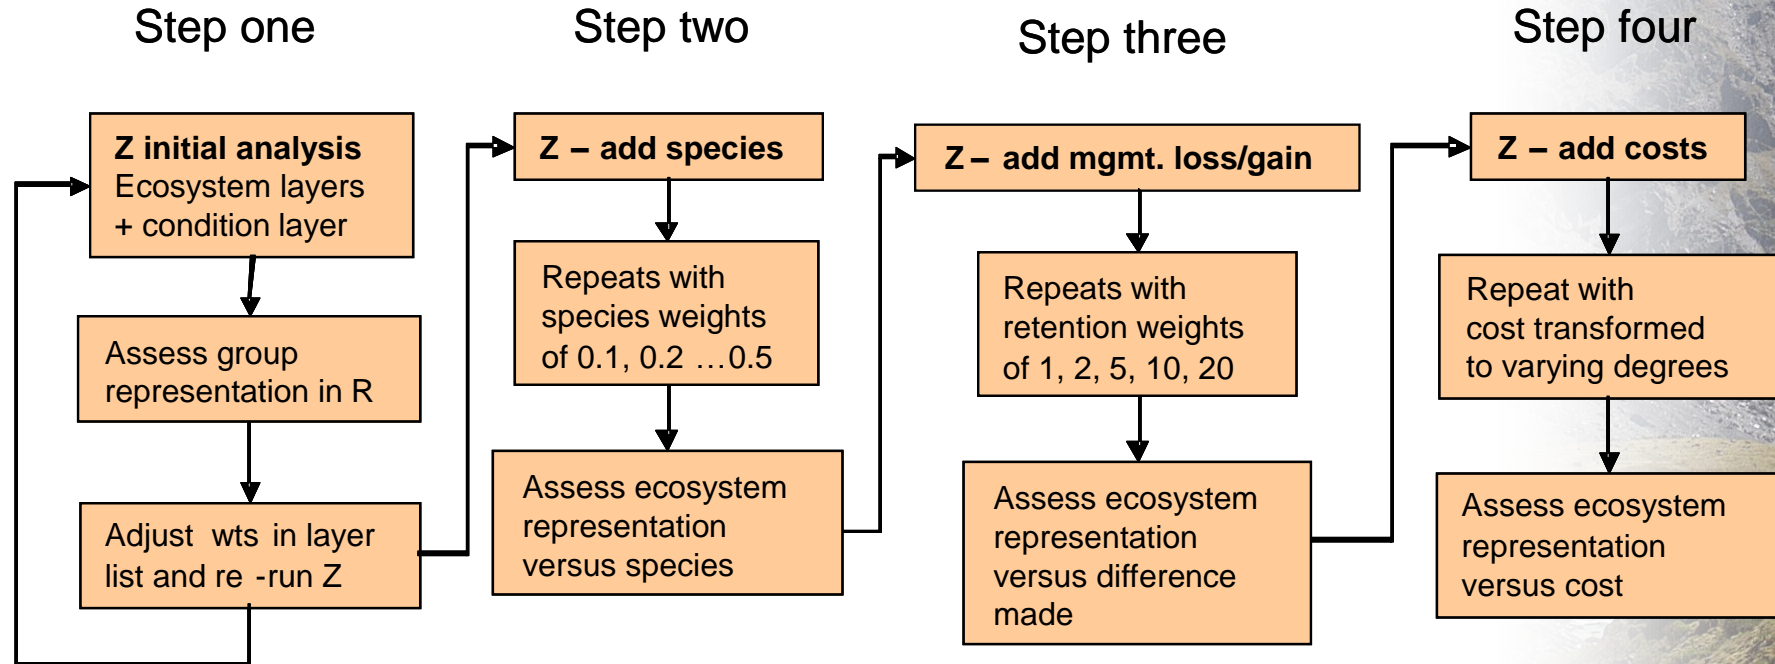 Step one
Z initial analysis
Ecosystem layers
+ condition layer
Assess group
representation in R
Adjust wts in layer
list and re -run Z
Step two
Z – add species
Repeats with
species weights
of 0.1, 0.2 …0.5
Assess ecosystem
representation
versus species
Step three
Z – add mgmt. loss/gain
Repeats with
retention weights
of 1, 2, 5, 10, 20
Assess ecosystem
representation
versus difference
made
Step four
Z – add costs
Repeat with
cost transformed
to varying degrees
Assess ecosystem
representation
versus cost